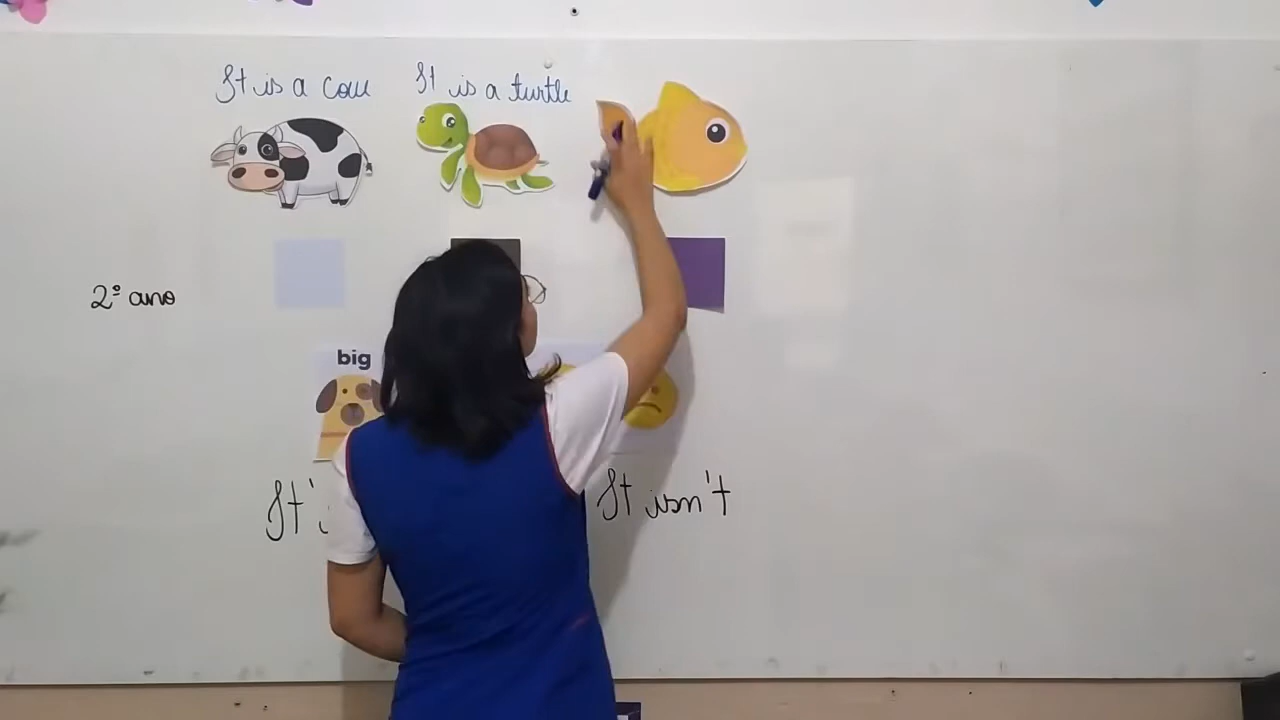 It is a cow
It is a turtle
2º ano
big
It isn't